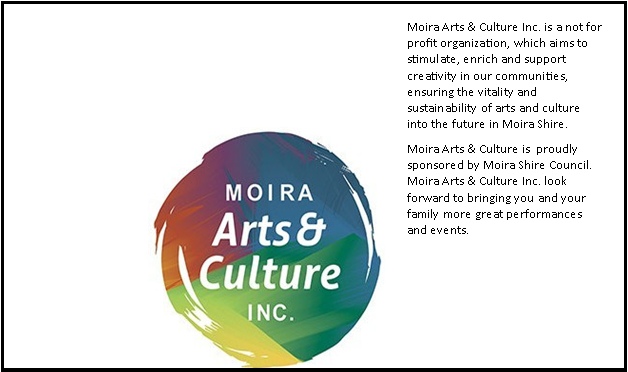 Moira Arts & Culture Inc. is a not for
profit organization, which aims to
stimulate, enrich and support
creativity in our communities,
ensuring the vitality and
sustainability of arts and culture
into the future in Moira Shire.
Moira Arts & Culture is proudly
sponsored by Moira Shire Council.
Moira Arts & Culture Inc. look
forward to bringing you and your
family more great performances
and events.
MOIRA
Arts &
Culture
INC.